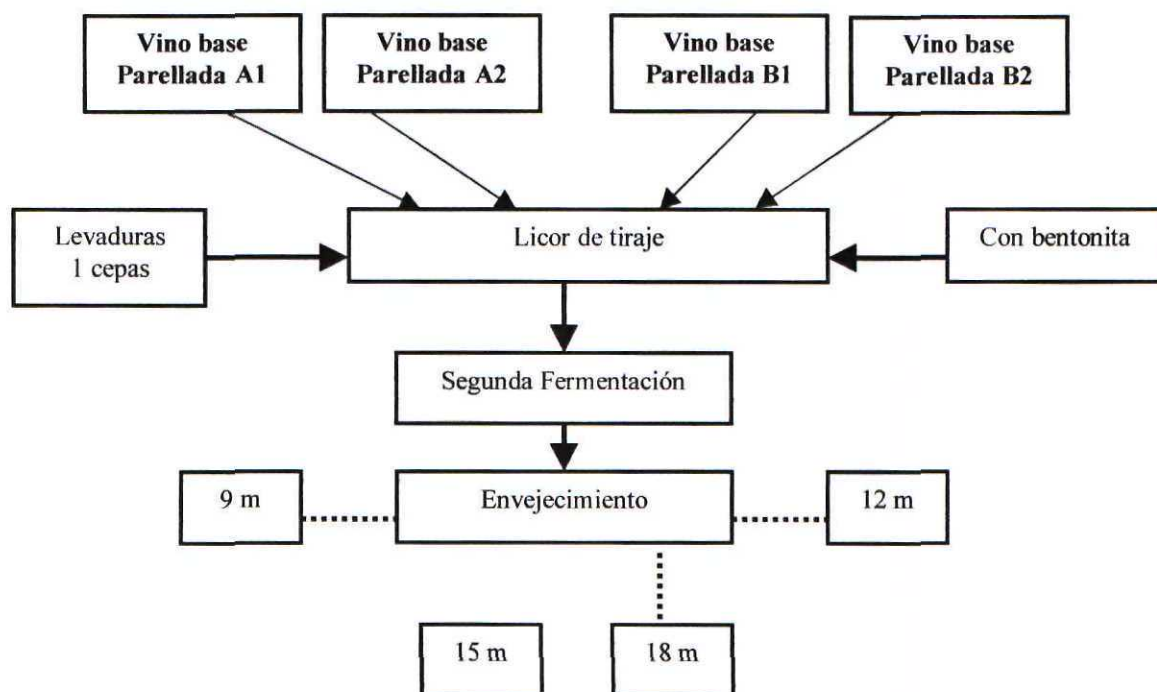 Vino base
Parellada A1
Vino base
Parellada A2
Vino base
Parellada B1
Vino base
Parellada B2
Levaduras
1 cepas
Licor de tiraje
Con bentonita
Segunda Fermentación
9 m
Envejecimiento
12 m
15 m
18 m